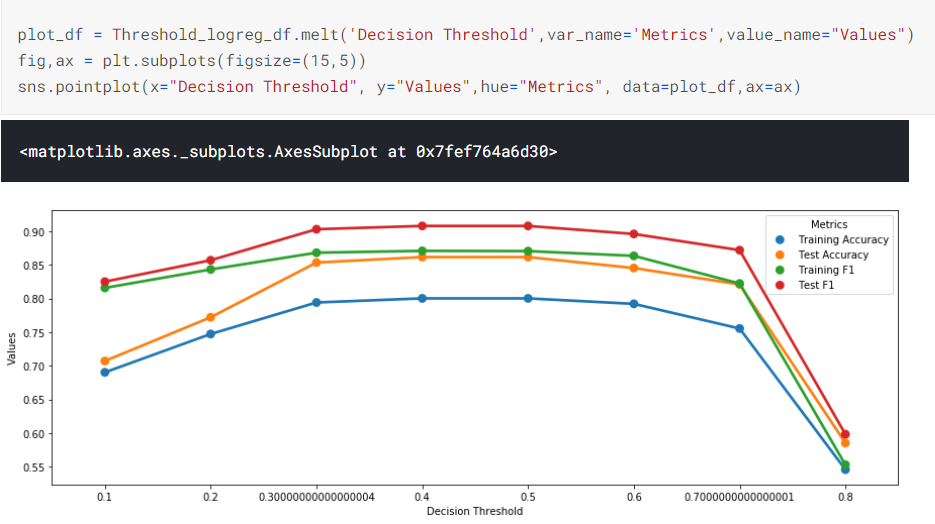 plot_df = Threshold_logreg_df.melt('Decision Threshold',var_name='Metrics',value_name="Values")
fig,ax = plt.subplots(figsize=(15,5))
sns.pointplot(x="Decision Threshold", y="Values",hue="Metrics", data=plot_df,ax=ax)
<matplotlib.axes._subplots.AxesSubplot at 0x7fef764a6d30>
Metrics
Training Accuracy
Test Accuracy
Training F1
Test F1
0.90
0.85
0.80
0.75
0.70
0.65
0.60
0.55
Values
0.1 0.2 0.30000000000000004 0.4 0.5 0.6 0.7000000000000001 0.8
Decision Threshold